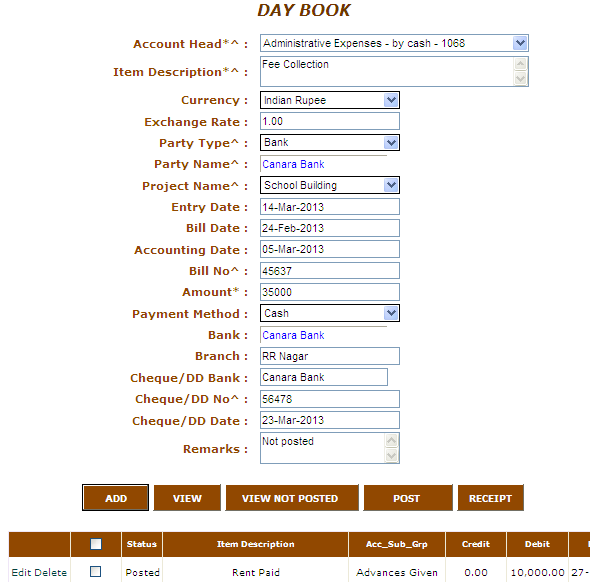 DAY BOOK
Account Head*^ : Administrative Expenses - by cash - 1068
Item Description*^ : Fee Collection
Currency : Indian Rupee
Exchange Rate : 1.00
Party Type^ : Bank
Party Name^ : Canara Bank
Project Name^ : School Building
Entry Date : 14-Mar-2013
Bill Date : 24-Feb-2013
Accounting Date : 05-Mar-2013
Bill No^ : 45637
Amount* : 35000
Payment Method : Cash
Bank : Canara Bank
Branch : RR Nagar
Cheque/DD Bank : Canara Bank
Cheque/DD No^ : 56478
Cheque/DD Date : 23-Mar-2013
Remarks : Not posted
ADD VIEW VIEW NOT POSTED POST RECEIPT
Status Item Description Acc_Sub_Grp Credit Debit
Edit Delete Posted Rent Paid Advances Given 0.00 10,000.00 27-